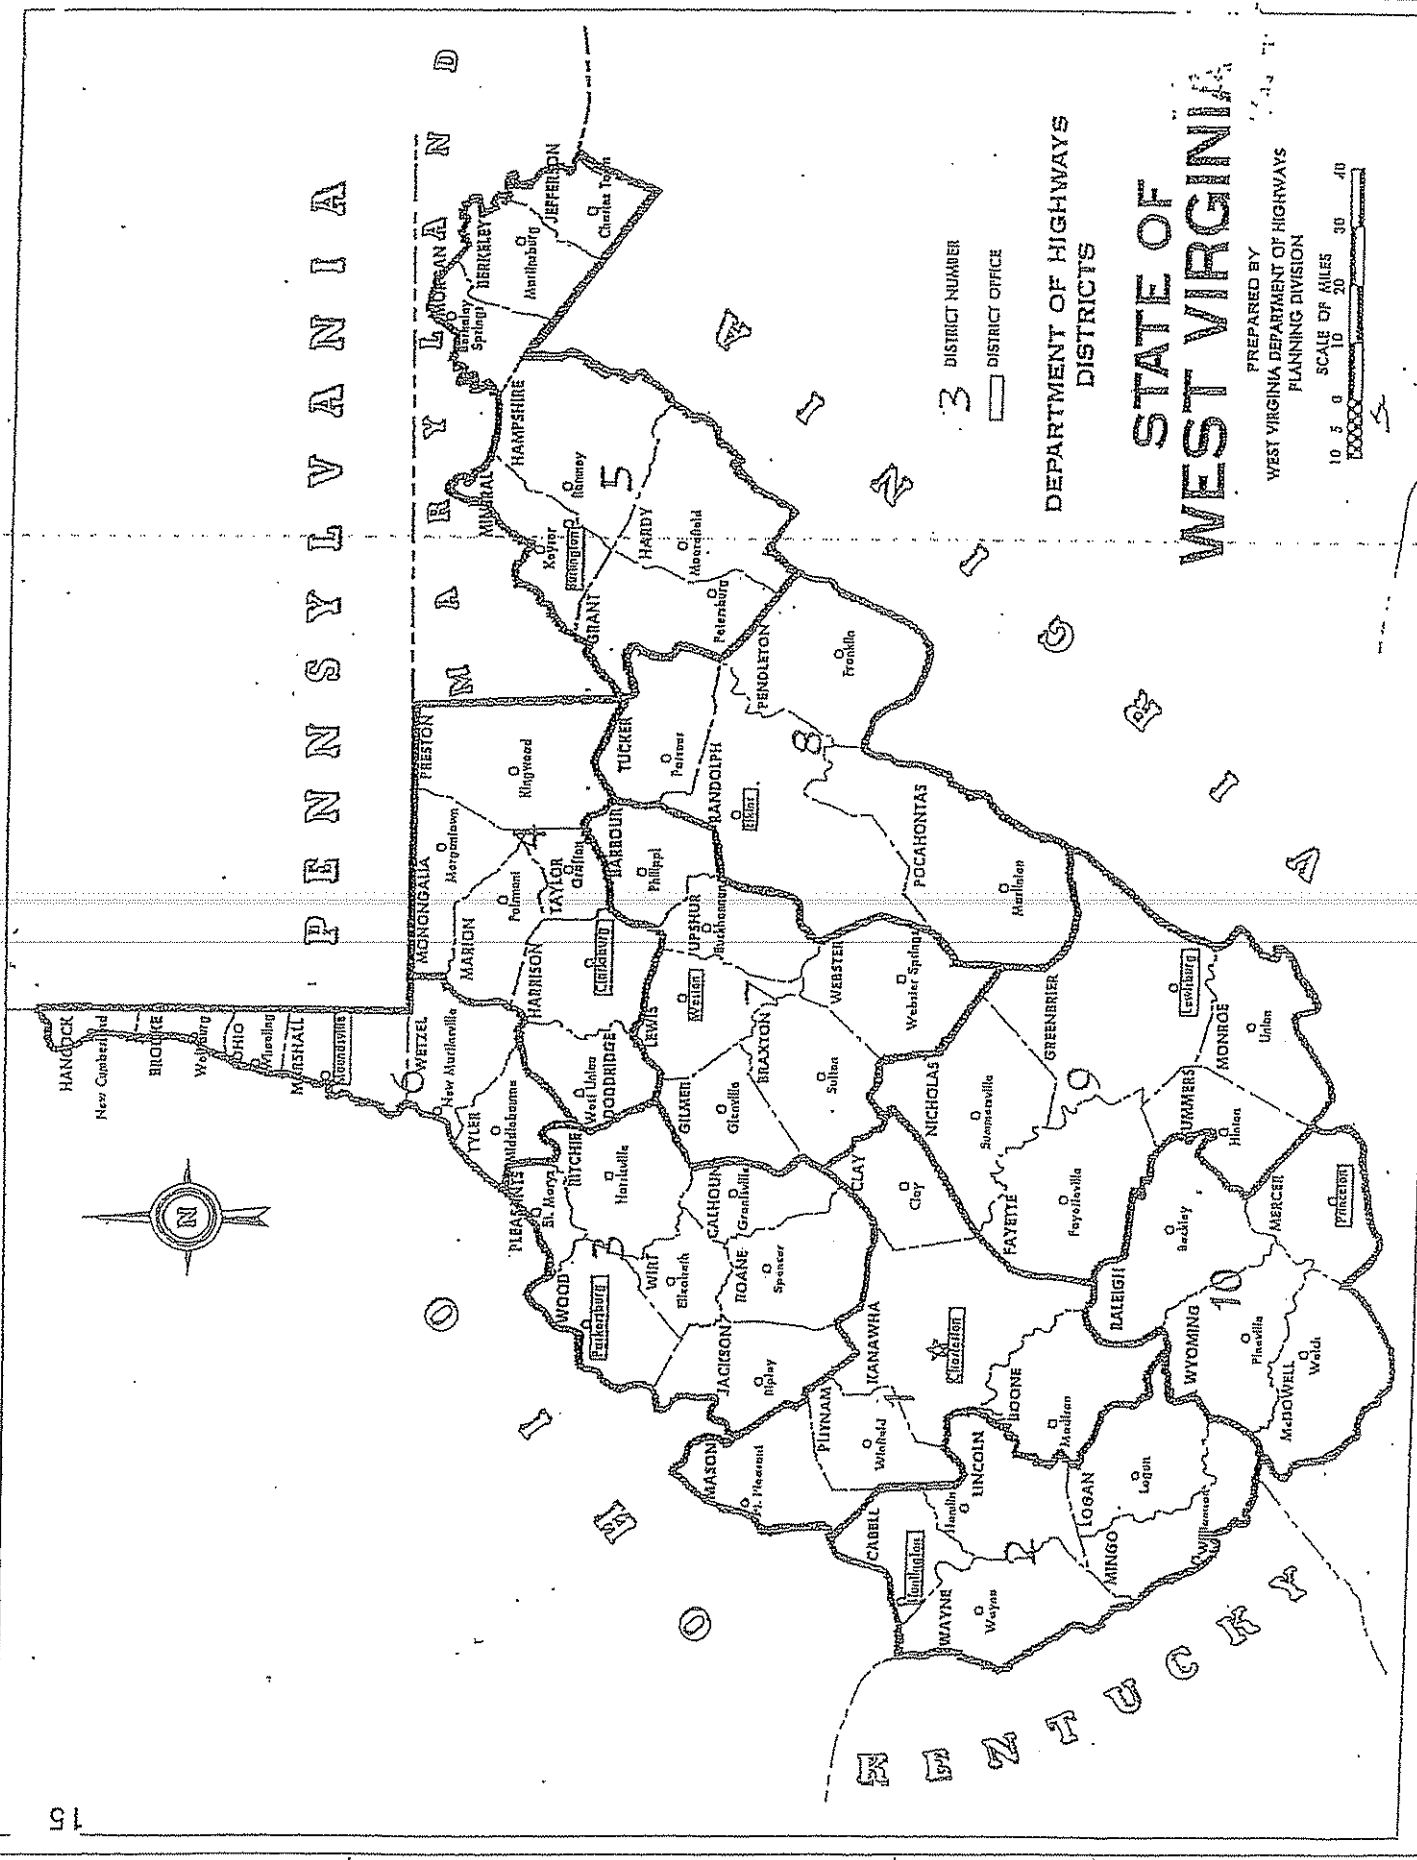 15
PENNSYLVANIA
MARYLAND
OHIO
KENTUCKY
VIRGINIA
N
HANCOCK
New Cumberland
BROOKE
Wellsburg
OHIO
Wheeling
MARSHALL
Moundsville
6
WETZEL
New Martinsville
TYLER
Middlebourne
PLEASANTS
St. Marys
MONONGALIA
Morgantown
PRESTON
Kingwood
MARION
Fairmont
4
TAYLOR
Grafton
HARRISON
Clarksburg
DODDRIDGE
West Union
RITCHIE
Harrisville
WOOD
Parkersburg
3
WIRT
Elizabeth
CALHOUN
Grantsville
ROANE
Spencer
JACKSON
Ripley
MORGAN
Berkeley
Springs
BERKELEY
Martinsburg
JEFFERSON
Charles Town
HAMPSHIRE
Romney
MINERAL
Keyser
Burlington
5
HARDY
Moorefield
GRANT
Petersburg
TUCKER
Parsons
RANDOLPH
Elkins
PENDLETON
Franklin
8
POCAHONTAS
Marlinton
BARBOUR
Philippi
UPSHUR
Buckhannon
LEWIS
Weston
7
GILMER
Glenville
BRAXTON
Sutton
WEBSTER
Webster Springs
NICHOLAS
Summersville
GREENBRIER
Lewisburg
9
FAYETTE
Fayetteville
SUMMERS
Hinton
MONROE
Union
CLAY
Clay
KANAWHA
Charleston
1
PUTNAM
Winfield
MASON
Pt. Pleasant
BOONE
Madison
CABELL
Huntington
LINCOLN
Hamlin
2
WAYNE
Wayne
LOGAN
Logan
MINGO
Williamson
RALEIGH
Beckley
10
WYOMING
Pineville
McDOWELL
Welch
MERCER
Princeton
3 DISTRICT NUMBER
DISTRICT OFFICE
DEPARTMENT OF HIGHWAYS
DISTRICTS
STATE OF
WEST VIRGINIA
PREPARED BY
WEST VIRGINIA DEPARTMENT OF HIGHWAYS
PLANNING DIVISION
SCALE OF MILES
10 5 0 10 20 30 40